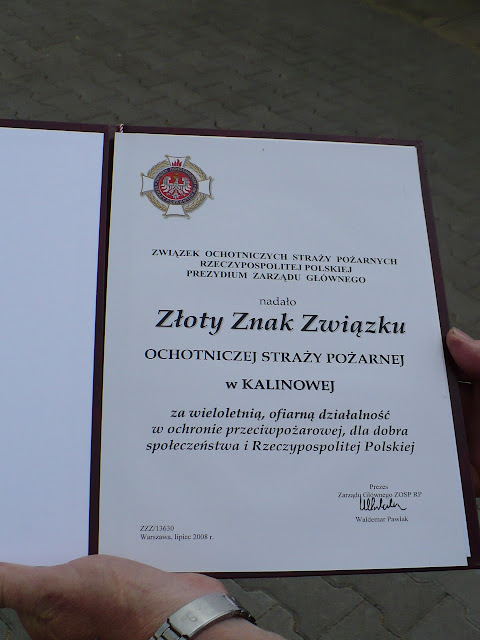 ZWIĄZEK OCHOTNICZYCH STRAŻY POŻARNYCH
RZECZYPOSPOLITEJ POLSKIEJ
PREZYDIUM ZARZĄDU GŁÓWNEGO
nadało
Złoty Znak Związku
OCHOTNICZEJ STRAŻY POŻARNEJ
w KALINOWEJ
za wieloletnią, ofiarną działalność
w ochronie przeciwpożarowej, dla dobra
społeczeństwa i Rzeczypospolitej Polskiej
Prezes
Zarządu Głównego ZOSP RP
Waldemar Pawlak
ZZZ/13630
Warszawa, lipiec 2008 r.